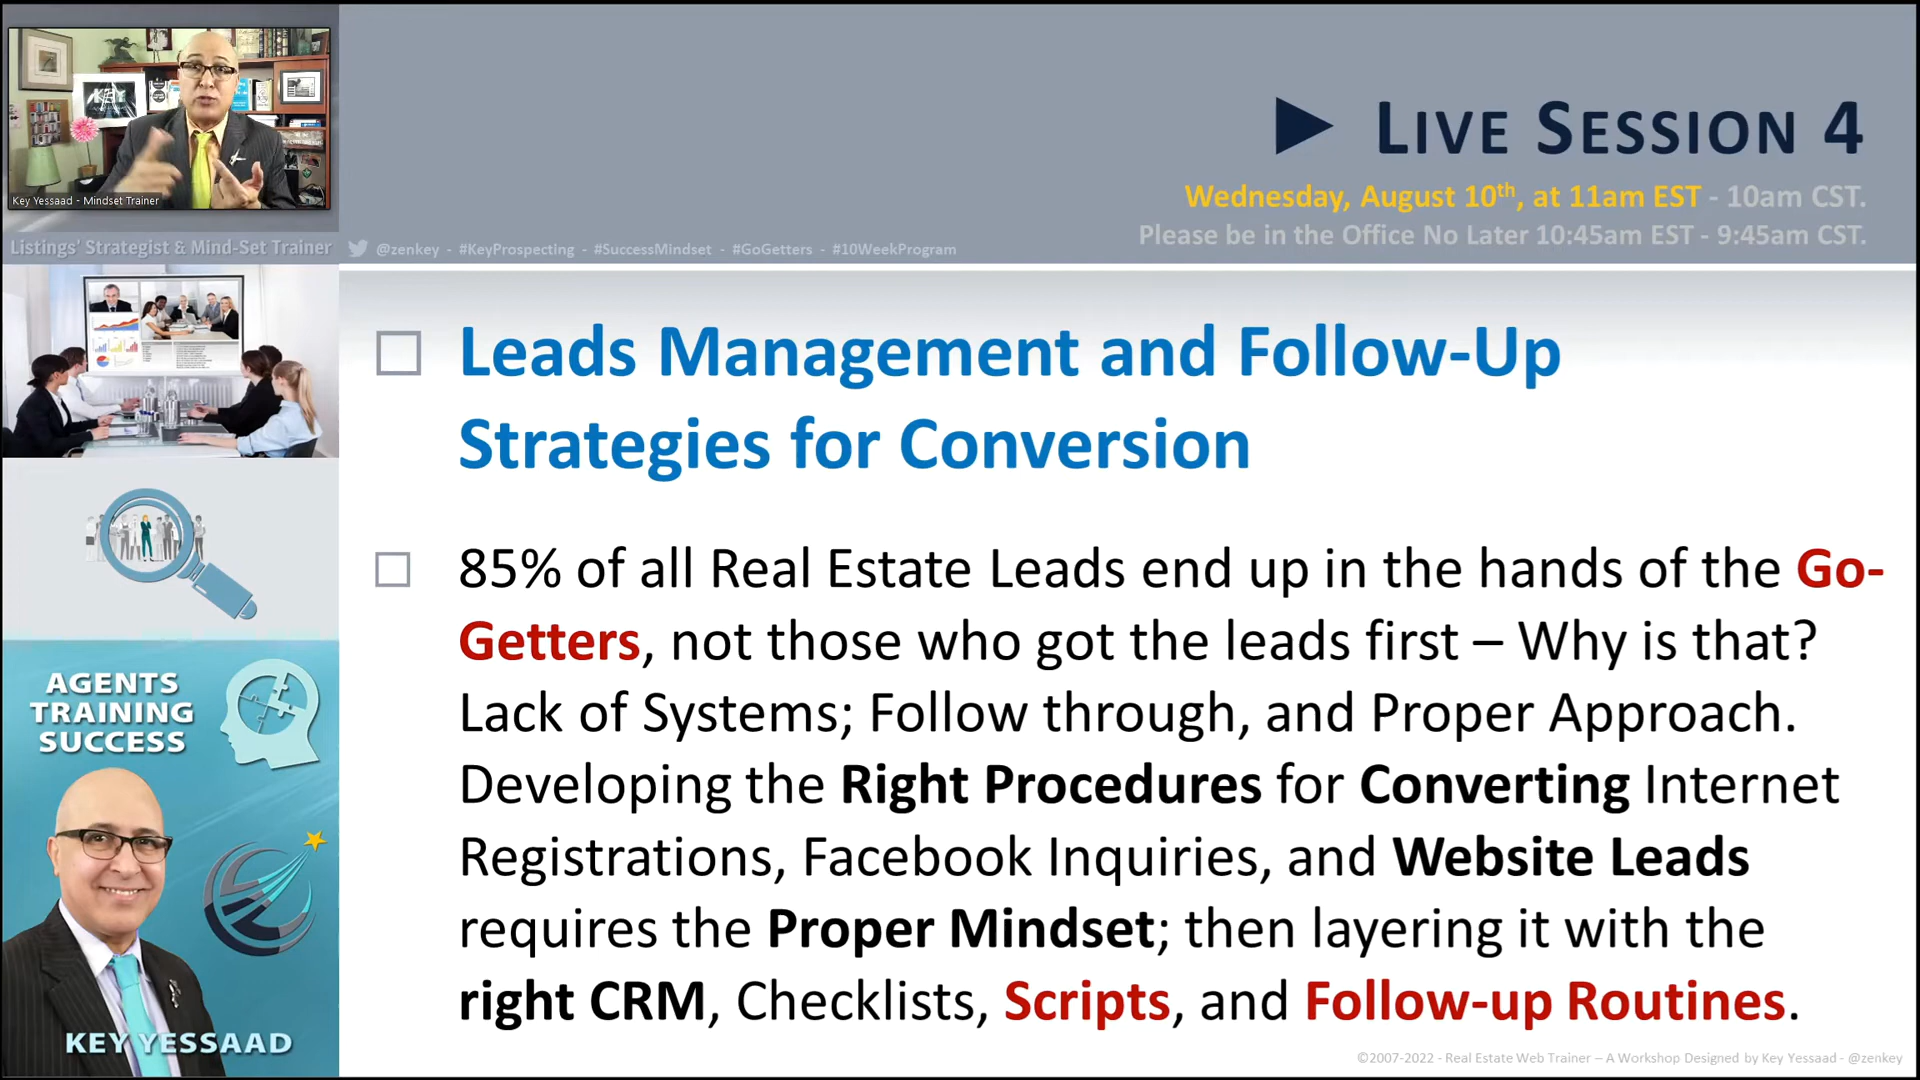 KEY
Key Yessaad - Mindset Trainer
Listings' Strategist & Mind-Set Trainer
@zenkey - #KeyProspecting - #SuccessMindset - #GoGetters - #10WeekProgram
► LIVE SESSION 4
Wednesday, August 10th, at 11am EST - 10am CST.
Please be in the Office No Later 10:45am EST - 9:45am CST.
Leads Management and Follow-Up
Strategies for Conversion
85% of all Real Estate Leads end up in the hands of the Go-
Getters, not those who got the leads first – Why is that?
Lack of Systems; Follow through, and Proper Approach.
Developing the Right Procedures for Converting Internet
Registrations, Facebook Inquiries, and Website Leads
requires the Proper Mindset; then layering it with the
right CRM, Checklists, Scripts, and Follow-up Routines.
AGENTS
TRAINING
SUCCESS
KEY YESSAAD
©2007-2022 - Real Estate Web Trainer – A Workshop Designed by Key Yessaad - @zenkey